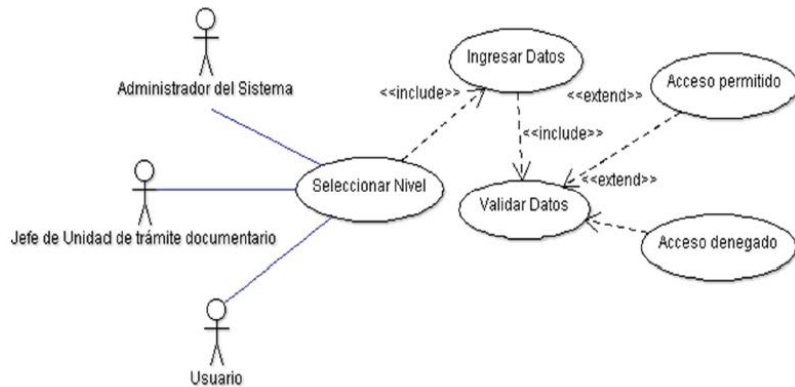 Administrador del Sistema
Jefe de Unidad de trámite documentario
Usuario
Seleccionar Nivel
<<include>>
Ingresar Datos
<<include>>
Validar Datos
<<extend>>
Acceso permitido
<<extend>>
Acceso denegado